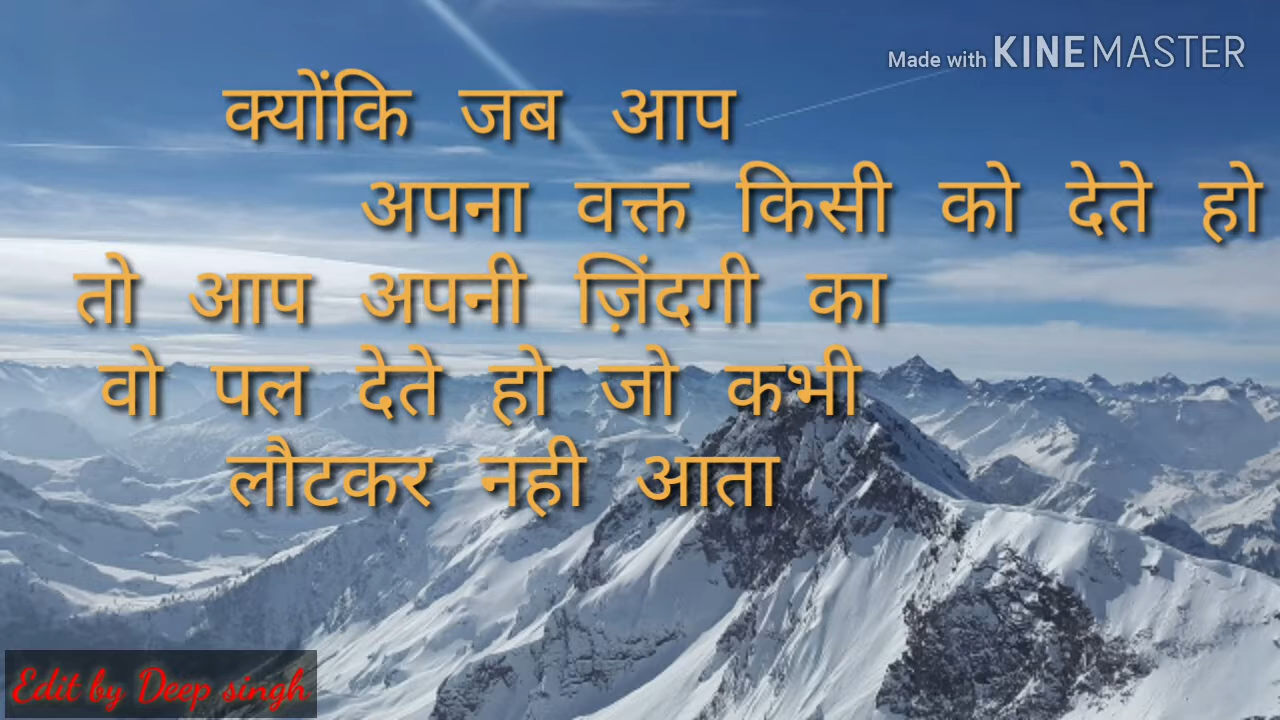 Made with KINEMASTER
क्योंकि जब आप
अपना वक्त किसी को देते हो
तो आप अपनी ज़िंदगी का
वो पल देते हो जो कभी
लौटकर नही आता
Edit by Deep singh